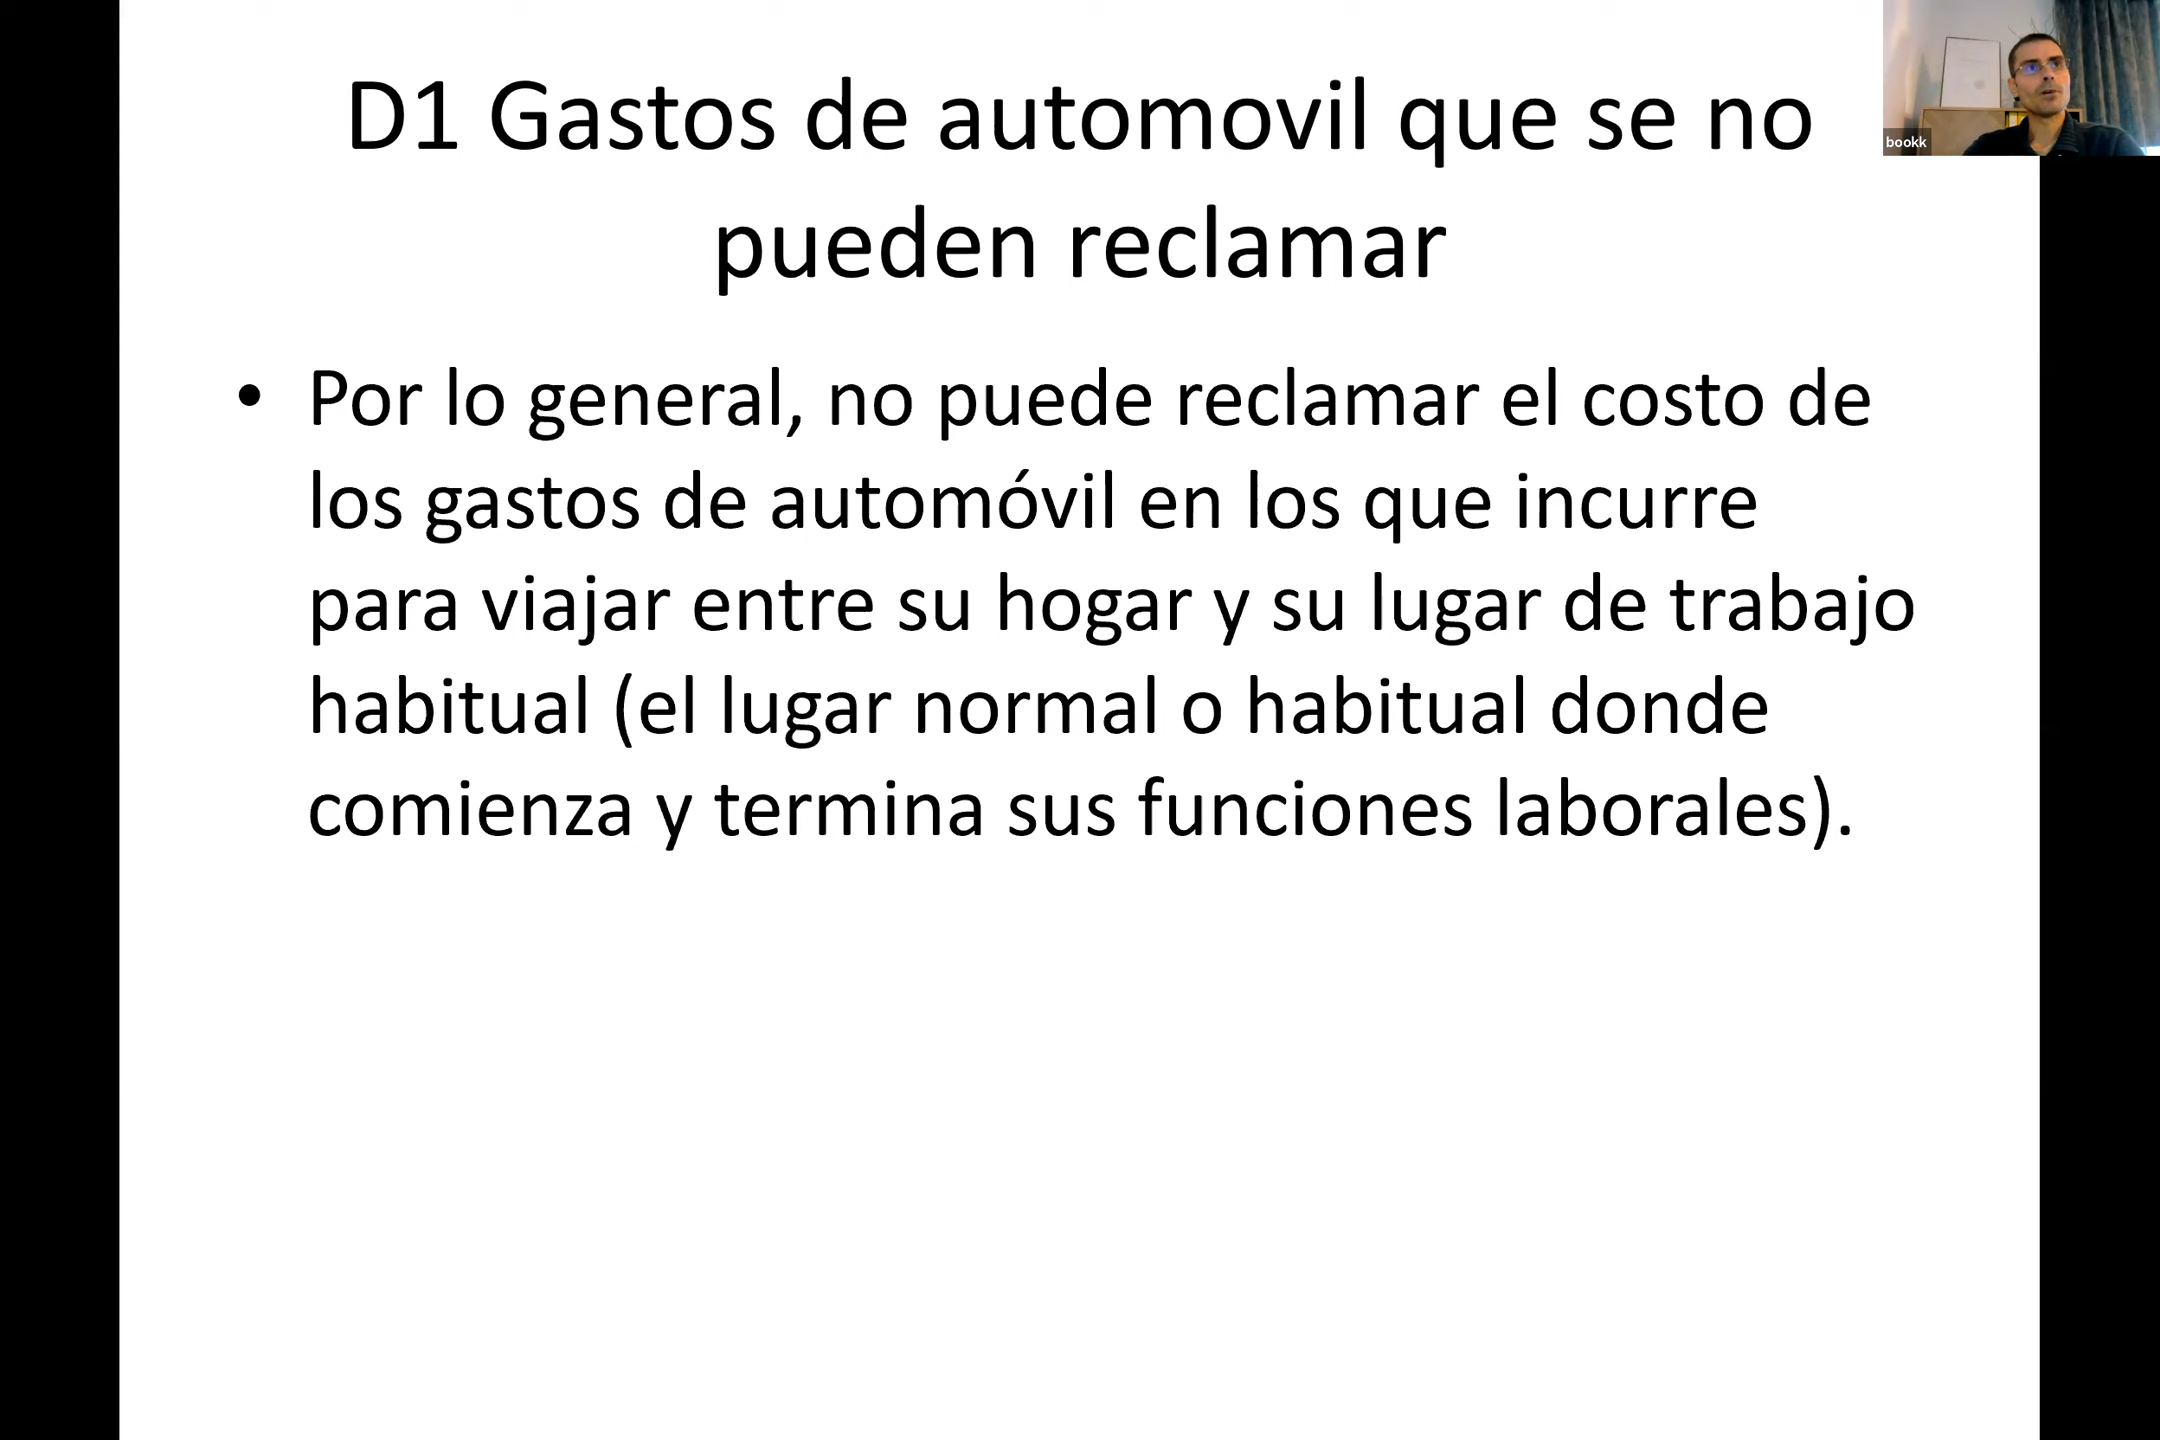 D1 Gastos de automovil que se no
pueden reclamar
bookk
• Por lo general, no puede reclamar el costo de
los gastos de automóvil en los que incurre
para viajar entre su hogar y su lugar de trabajo
habitual (el lugar normal o habitual donde
comienza y termina sus funciones laborales).